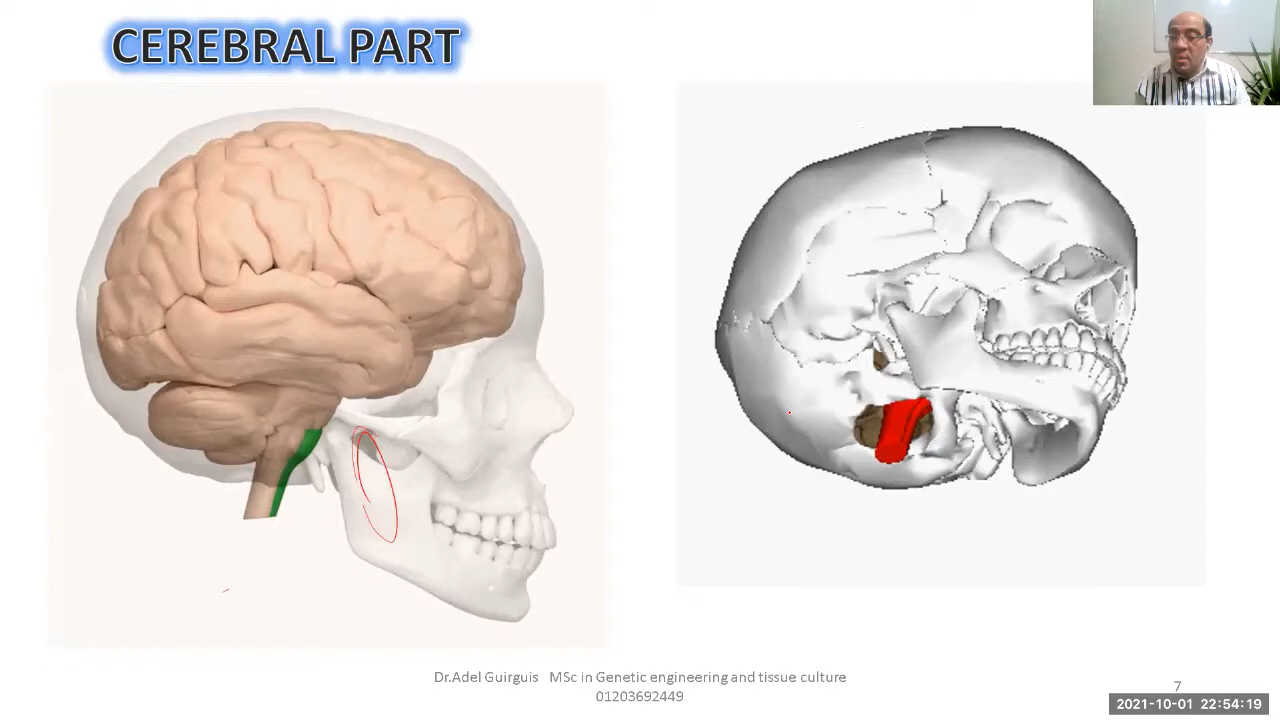 CEREBRAL PART
Dr.Adel Guirguis MSc in Genetic engineering and tissue culture
01203692449
7
2021-10-01 22:54:19